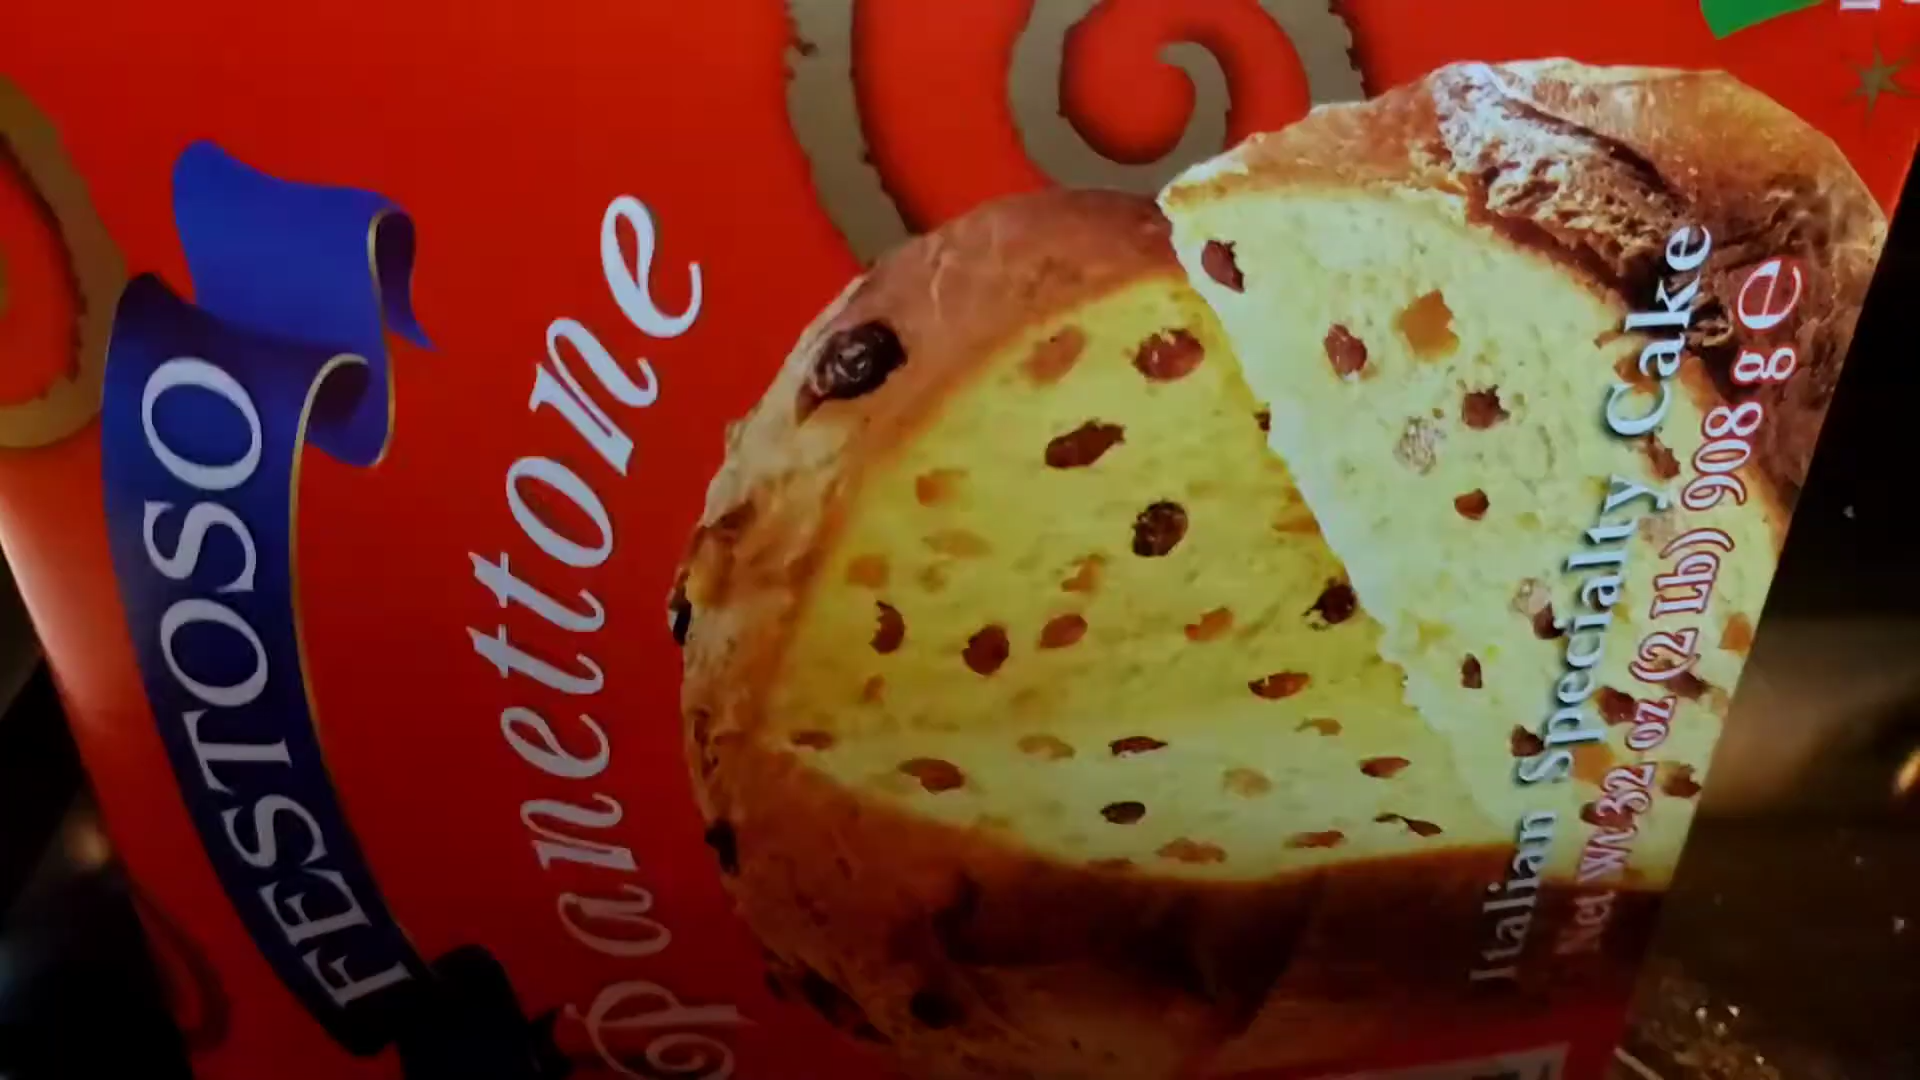 FESTOSO
Panettone
Italian Specialty Cake
Net Wt 32 oz (2 Lb) 908 g e